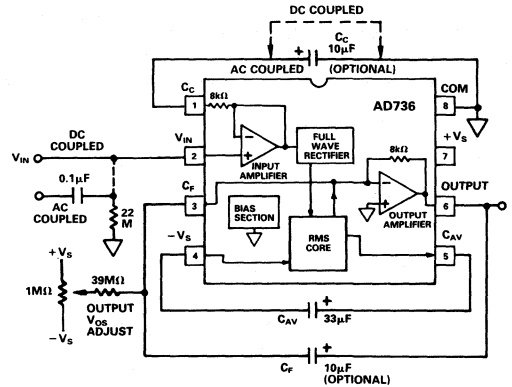 DC COUPLED
C_C
10µF
AC COUPLED
(OPTIONAL)
+
C_C
1
8kΩ
AD736
COM
8
DC
COUPLED
V_IN
V_IN
2
INPUT
AMPLIFIER
FULL
WAVE
RECTIFIER
+V_S
7
8kΩ
0.1µF
AC
COUPLED
22
M
C_F
3
BIAS
SECTION
OUTPUT
6
OUTPUT
AMPLIFIER
−V_S
4
RMS
CORE
C_AV
5
+V_S
1MΩ
−V_S
39MΩ
OUTPUT
V_OS
ADJUST
C_AV
+
33µF
C_F
+
10µF
(OPTIONAL)